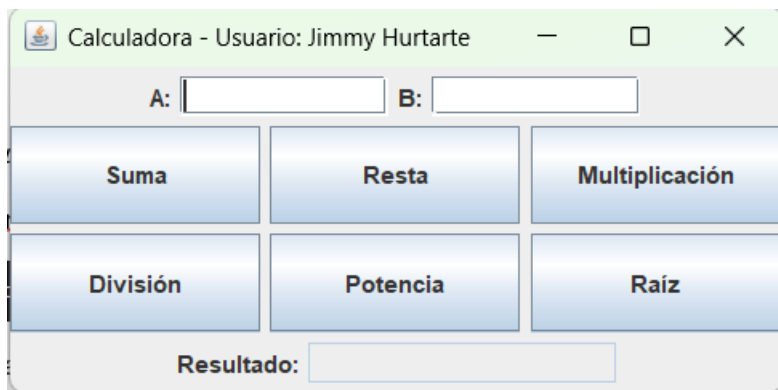 Calculadora - Usuario: Jimmy Hurtarte
A: B:
Suma Resta Multiplicación
División Potencia Raíz
Resultado: